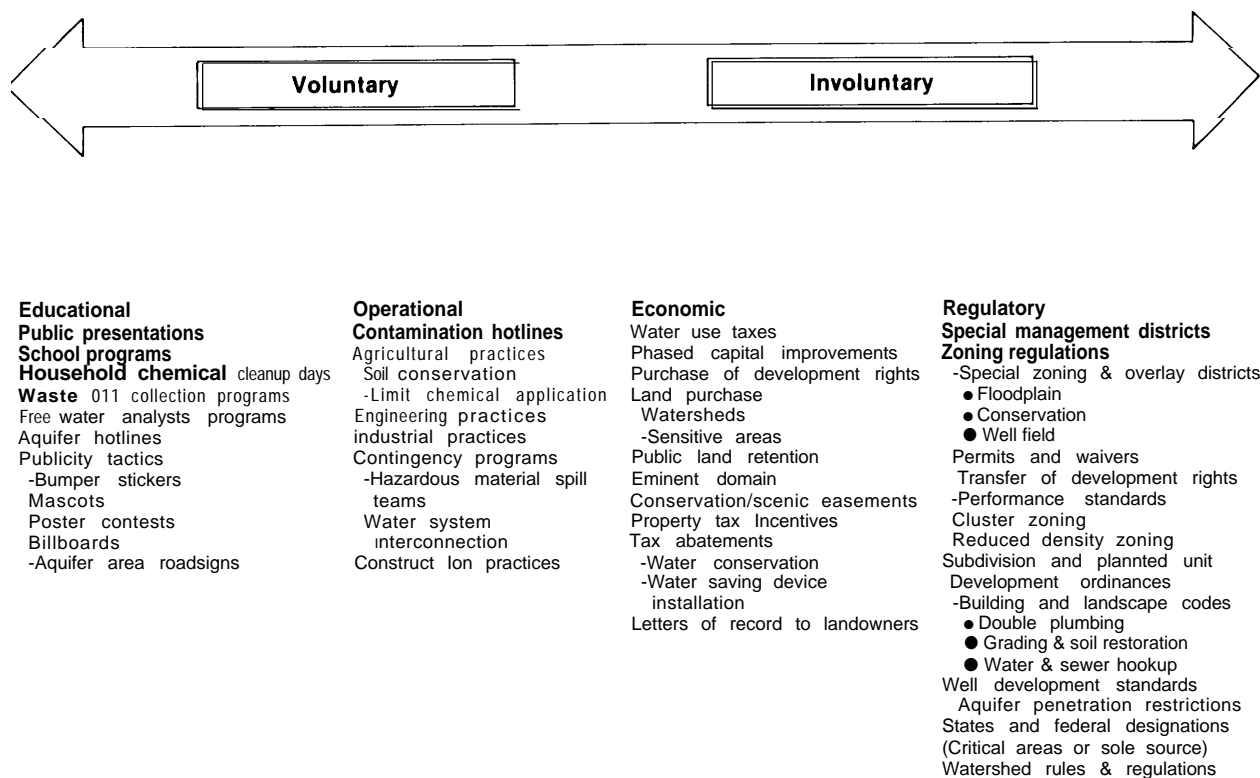 Voluntary
Involuntary
Educational
Public presentations
School programs
Household chemical cleanup days
Waste 011 collection programs
Free water analysts programs
Aquifer hotlines
Publicity tactics
-Bumper stickers
Mascots
Poster contests
Billboards
-Aquifer area roadsigns
Operational
Contamination hotlines
Agricultural practices
Soil conservation
-Limit chemical application
Engineering practices
industrial practices
Contingency programs
-Hazardous material spill
teams
Water system
interconnection
Construct Ion practices
Economic
Water use taxes
Phased capital improvements
Purchase of development rights
Land purchase
Watersheds
-Sensitive areas
Public land retention
Eminent domain
Conservation/scenic easements
Property tax Incentives
Tax abatements
-Water conservation
-Water saving device
installation
Letters of record to landowners
Regulatory
Special management districts
Zoning regulations
-Special zoning & overlay districts
● Floodplain
● Conservation
● Well field
Permits and waivers
Transfer of development rights
-Performance standards
Cluster zoning
Reduced density zoning
Subdivision and plannted unit
Development ordinances
-Building and landscape codes
● Double plumbing
● Grading & soil restoration
● Water & sewer hookup
Well development standards
Aquifer penetration restrictions
States and federal designations
(Critical areas or sole source)
Watershed rules & regulations